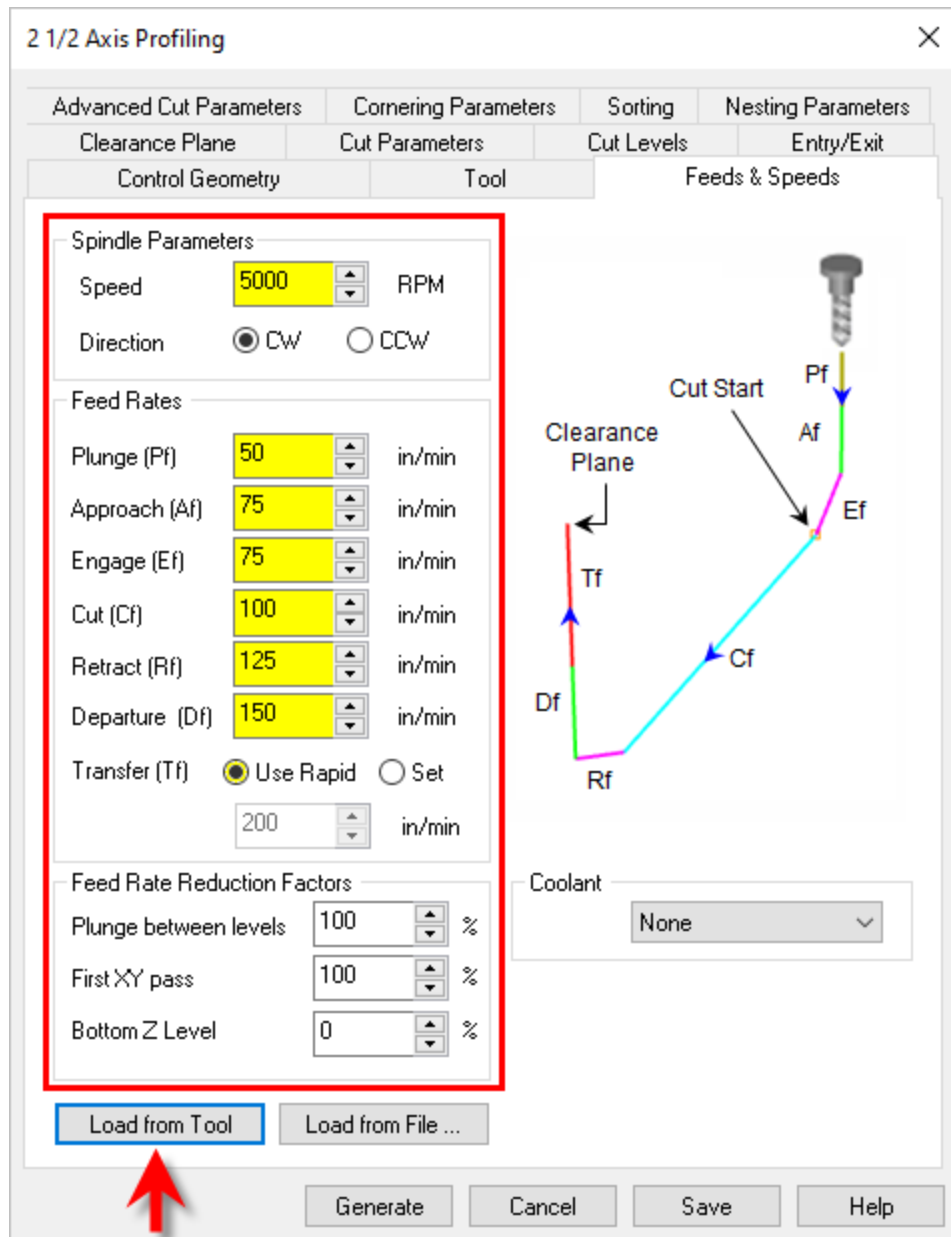 2 1/2 Axis Profiling
Advanced Cut Parameters Cornering Parameters Sorting Nesting Parameters
Clearance Plane Cut Parameters Cut Levels Entry/Exit
Control Geometry Tool Feeds & Speeds
Spindle Parameters
Speed 5000 RPM
Direction CW CCW
Feed Rates
Plunge (Pf) 50 in/min
Approach (Af) 75 in/min
Engage (Ef) 75 in/min
Cut (Cf) 100 in/min
Retract (Rf) 125 in/min
Departure (Df) 150 in/min
Transfer (Tf) Use Rapid Set
200 in/min
Feed Rate Reduction Factors
Plunge between levels 100 %
First XY pass 100 %
Bottom Z Level 0 %
Pf
Cut Start
Af
Clearance
Plane
Ef
Tf
Cf
Df
Rf
Coolant
None
Load from Tool Load from File ...
Generate Cancel Save Help